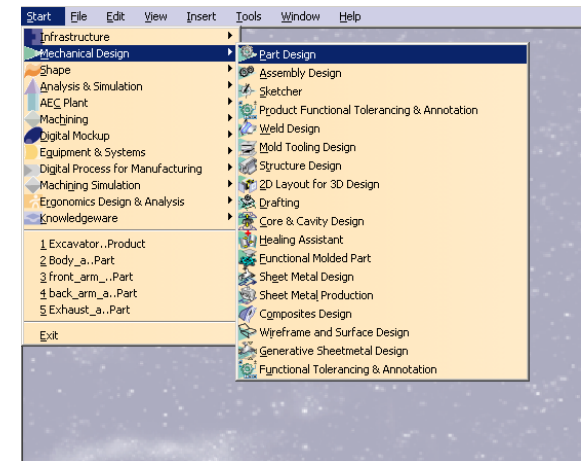 Start File Edit View Insert Tools Window Help
Infrastructure
Mechanical Design
Shape
Analysis & Simulation
AEC Plant
Machining
Digital Mockup
Equipment & Systems
Digital Process for Manufacturing
Machining Simulation
Ergonomics Design & Analysis
Knowledgeware
1 Excavator..Product
2 Body_a..Part
3 front_arm_..Part
4 back_arm_a..Part
5 Exhaust_a..Part
Exit
Part Design
Assembly Design
Sketcher
Product Functional Tolerancing & Annotation
Weld Design
Mold Tooling Design
Structure Design
2D Layout for 3D Design
Drafting
Core & Cavity Design
Healing Assistant
Functional Molded Part
Sheet Metal Design
Sheet Metal Production
Composites Design
Wireframe and Surface Design
Generative Sheetmetal Design
Functional Tolerancing & Annotation